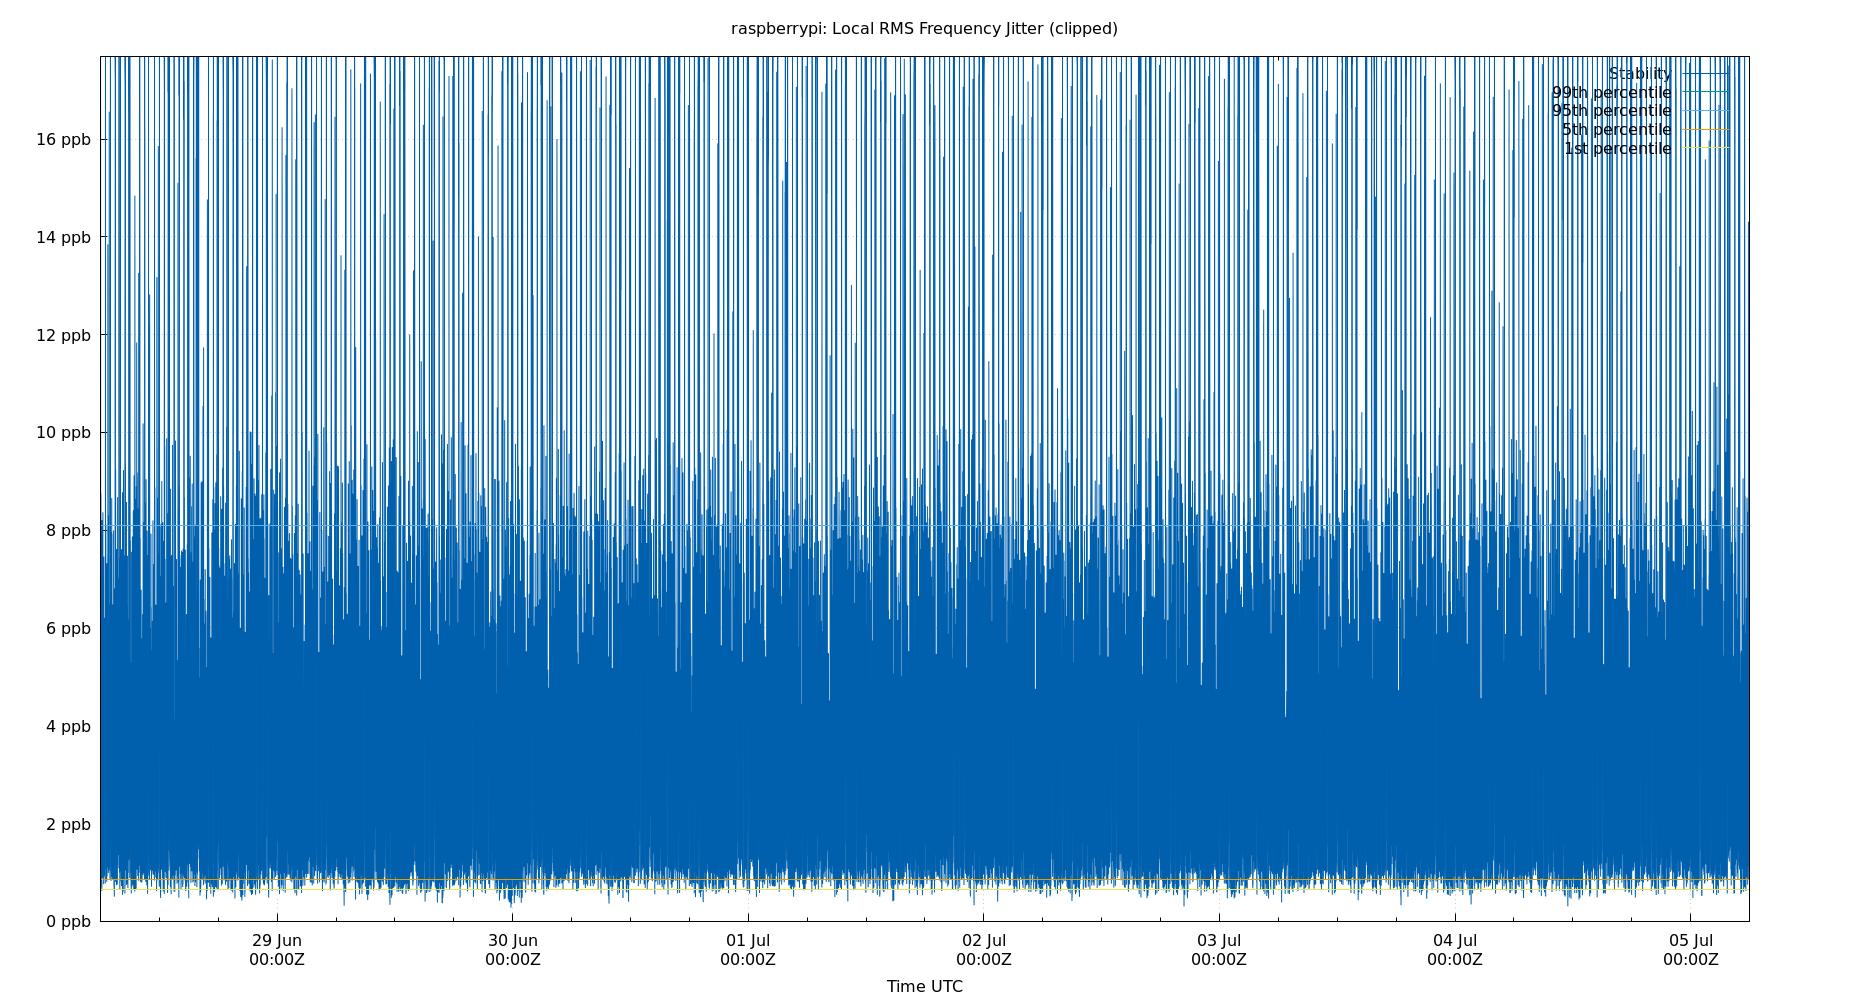 raspberrypi: Local RMS Frequency Jitter (clipped)
Stability
99th percentile
95th percentile
5th percentile
1st percentile
16 ppb
14 ppb
12 ppb
10 ppb
8 ppb
6 ppb
4 ppb
2 ppb
0 ppb
29 Jun 30 Jun 01 Jul 02 Jul 03 Jul 04 Jul 05 Jul
00:00Z 00:00Z 00:00Z 00:00Z 00:00Z 00:00Z 00:00Z
Time UTC